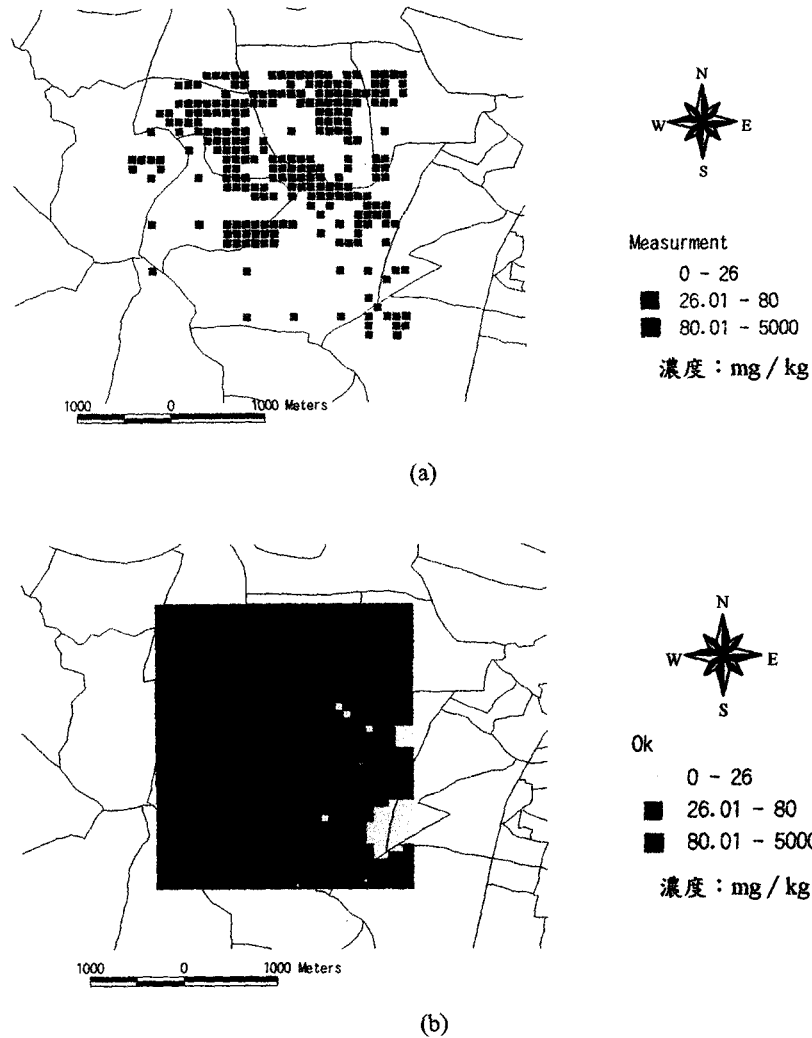 N
W E
S
Measurment
0 - 26
26.01 - 80
80.01 - 5000
濃度：mg / kg
1000 0 1000 Meters
(a)
N
W E
S
Ok
0 - 26
26.01 - 80
80.01 - 5000
濃度：mg / kg
1000 0 1000 Meters
(b)